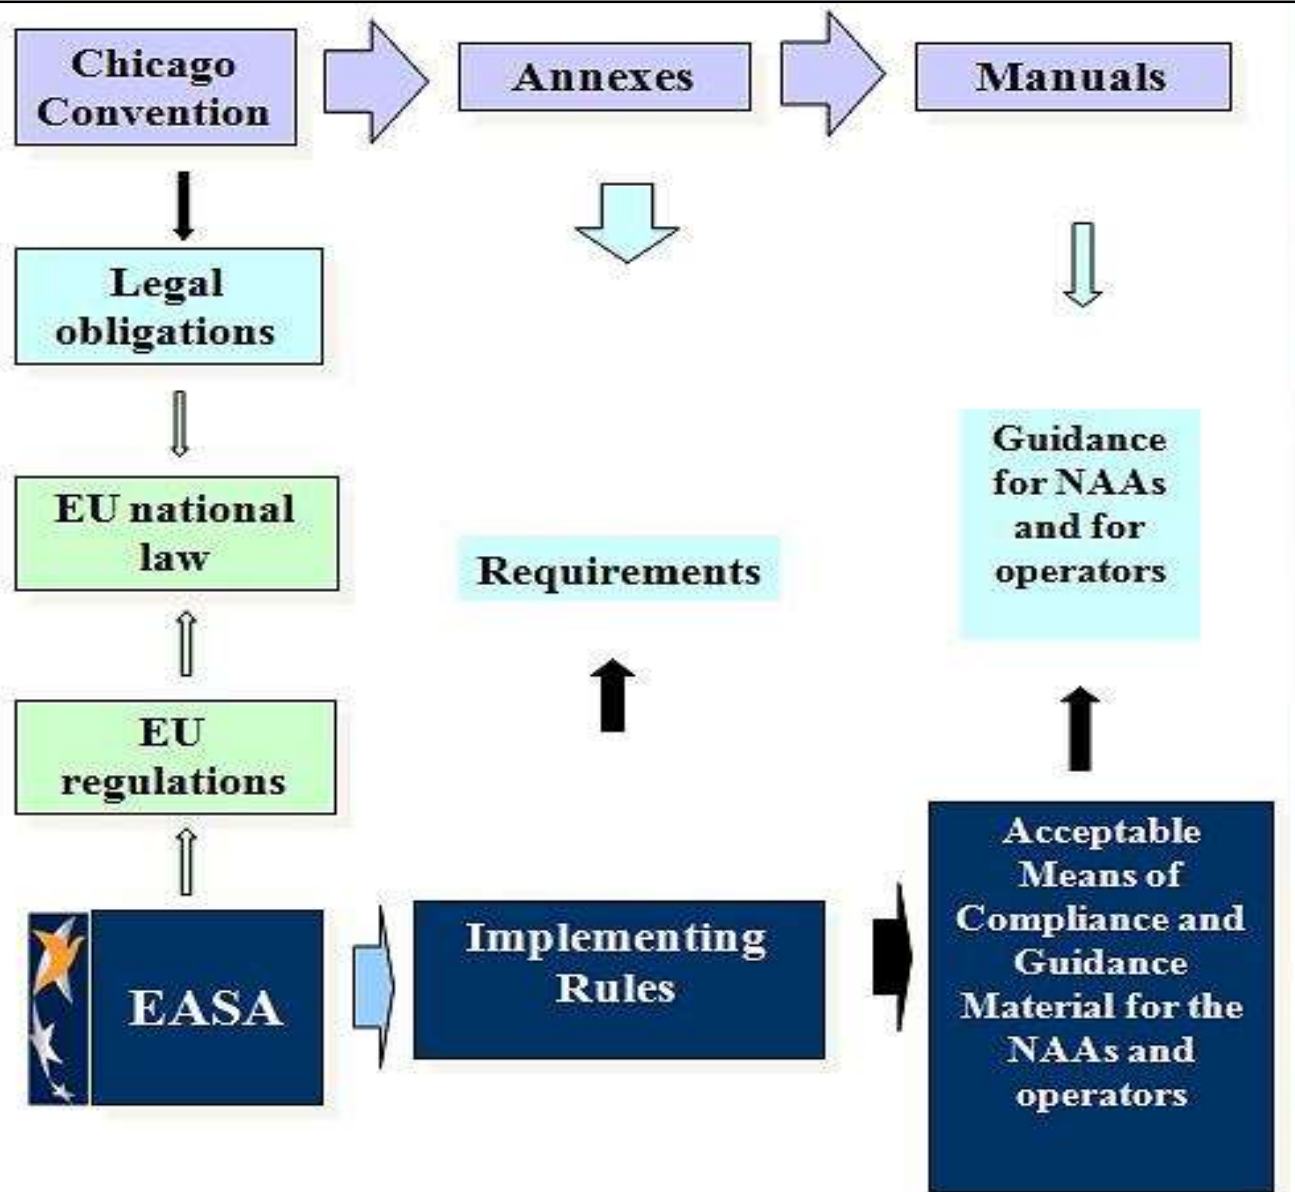 Chicago
Convention
Annexes
Manuals
Legal
obligations
EU national
law
Requirements
Guidance
for NAAs
and for
operators
EU
regulations
EASA
Implementing
Rules
Acceptable
Means of
Compliance and
Guidance
Material for the
NAAs and
operators